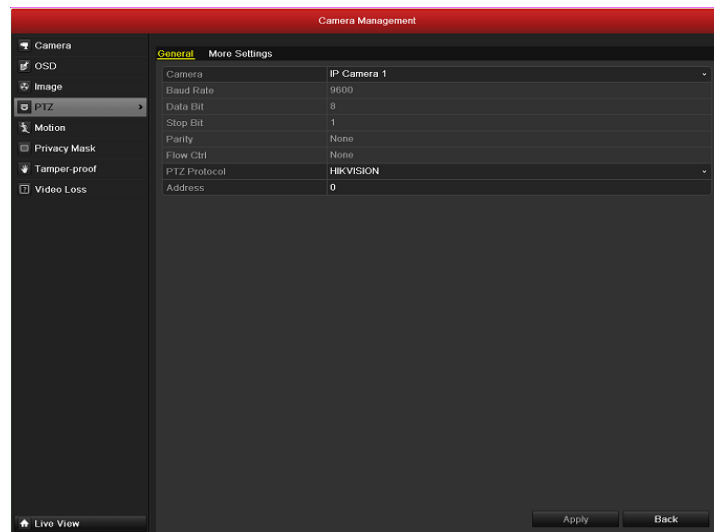 Camera Management
Camera
OSD
Image
PTZ
Motion
Privacy Mask
Tamper-proof
Video Loss
Live View
General More Settings
Camera IP Camera 1
Baud Rate 9600
Data Bit 8
Stop Bit 1
Parity None
Flow Ctrl None
PTZ Protocol HIKVISION
Address 0
Apply Back